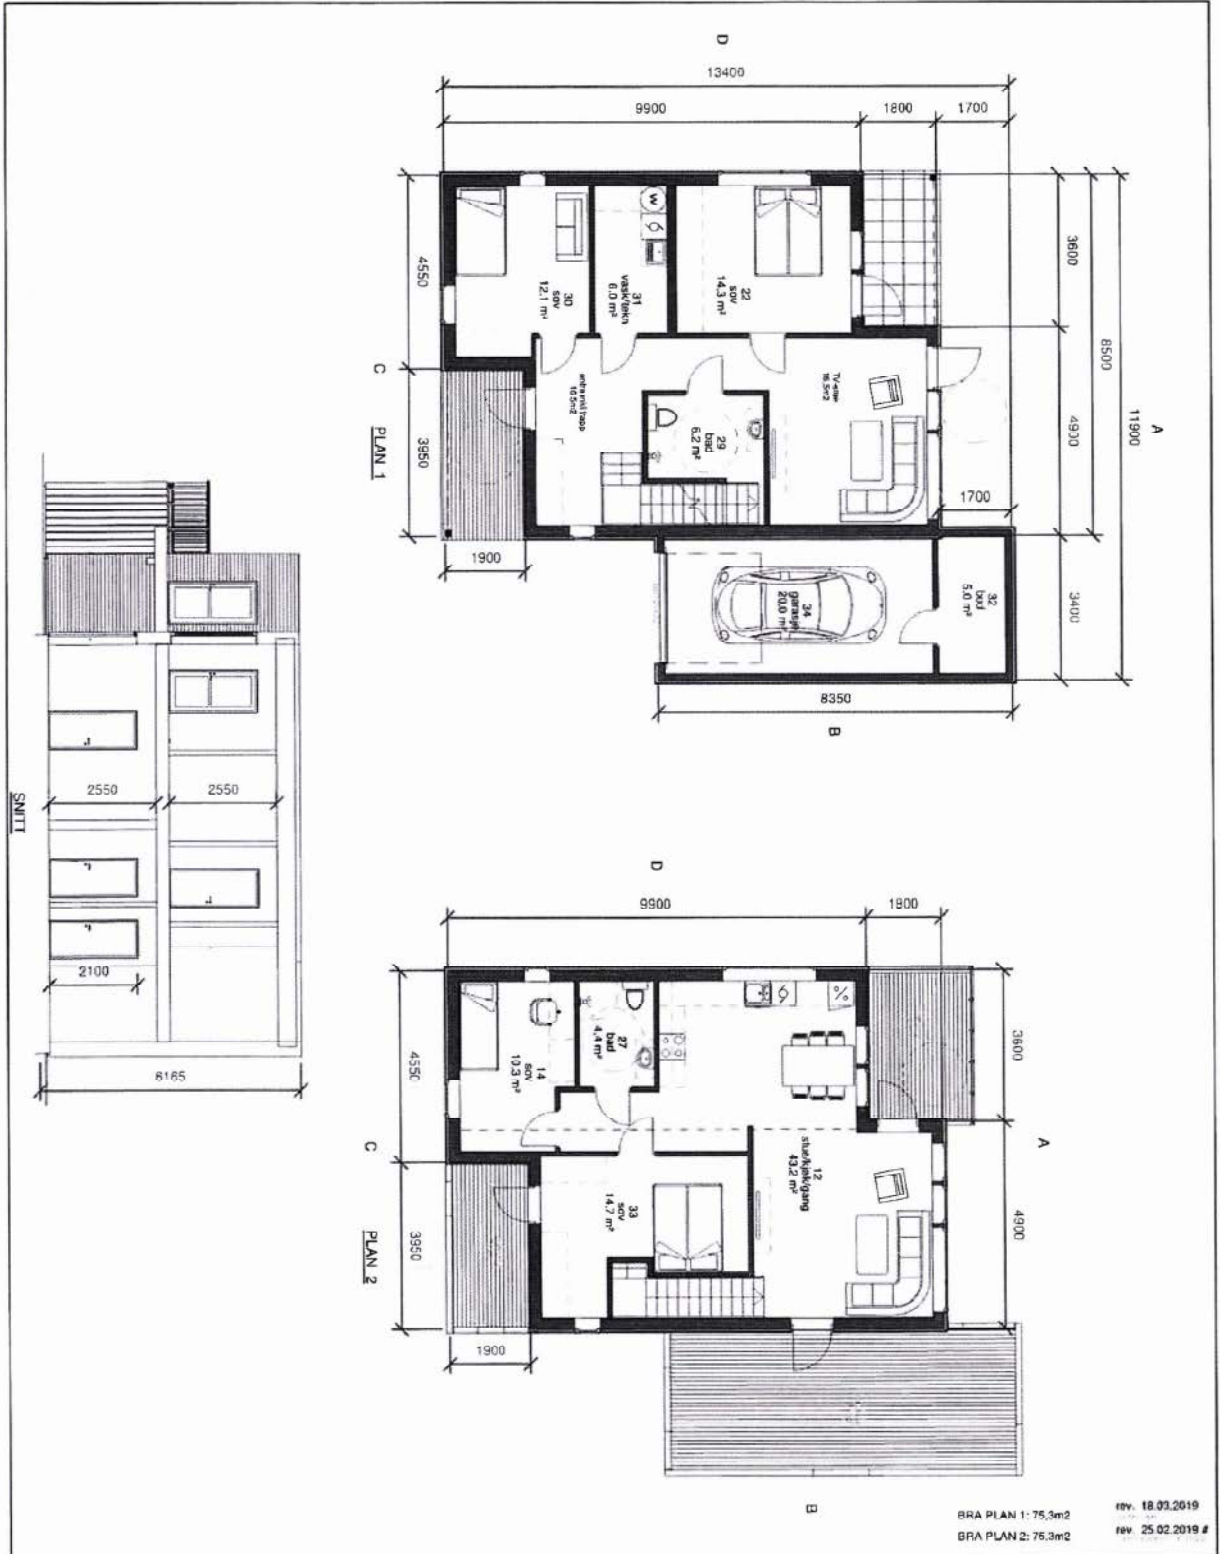 D
13400
9900
1800
1700
4550
3950
C
PLAN 1
30
sov
12.1 m²
31
vask/tekn
6.0 m²
22
sov
14.3 m²
W
TV-stue
29
bad
6.2 m²
3600
4900
8500
11900
A
1700
3400
32
bod
5.0 m²
34
garasje
20.0 m²
1900
8350
B
2550
2550
2100
6165
SNITT
D
9900
1800
4550
3950
C
PLAN 2
14
sov
10.3 m²
27
bad
4.4 m²
12
stue/kjøk/gang
43.2 m²
33
sov
14.7 m²
3600
4900
A
1900
B
BRA PLAN 1: 75,3m2
BRA PLAN 2: 75,3m2
rev. 18.03.2019
rev. 25.02.2019 #